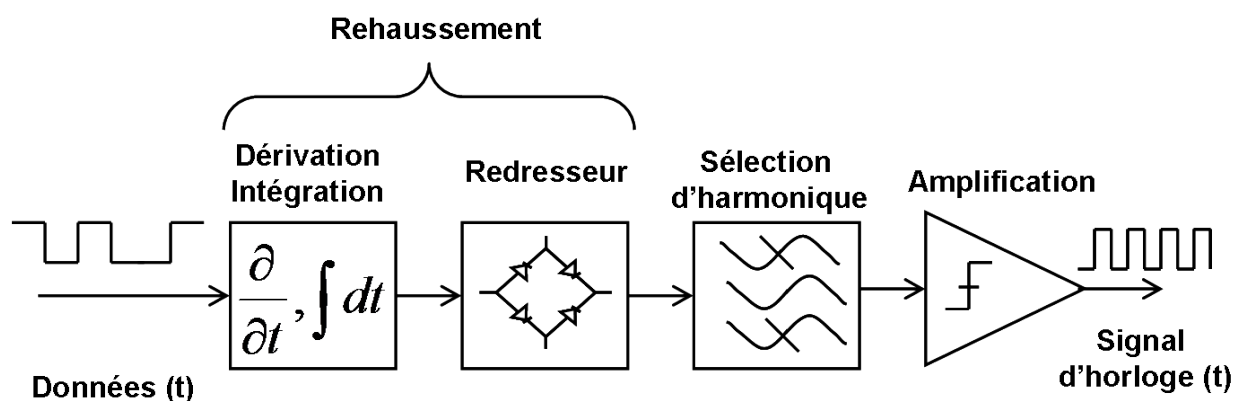 Rehaussement
Dérivation
Intégration
Redresseur
Sélection
d'harmonique
Amplification
∂/∂t, ∫dt
Données (t)
Signal
d'horloge (t)